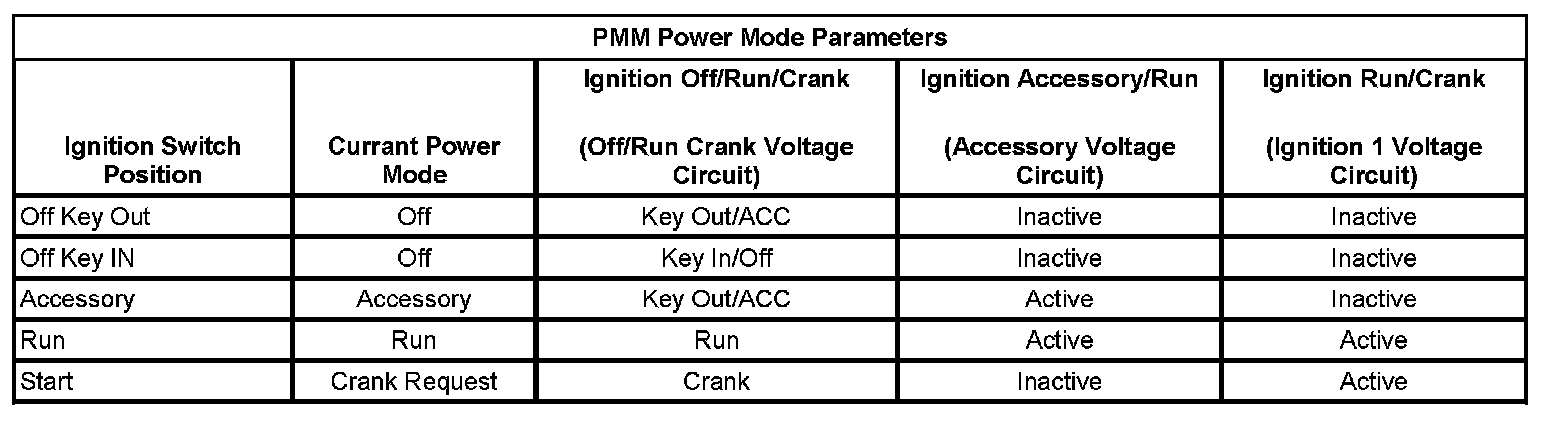 PMM Power Mode Parameters
Ignition Switch
Position
Currant Power
Mode
Ignition Off/Run/Crank
(Off/Run Crank Voltage
Circuit)
Ignition Accessory/Run
(Accessory Voltage
Circuit)
Ignition Run/Crank
(Ignition 1 Voltage
Circuit)
Off Key Out Off Key Out/ACC Inactive Inactive
Off Key IN Off Key In/Off Inactive Inactive
Accessory Accessory Key Out/ACC Active Inactive
Run Run Run Active Active
Start Crank Request Crank Inactive Active